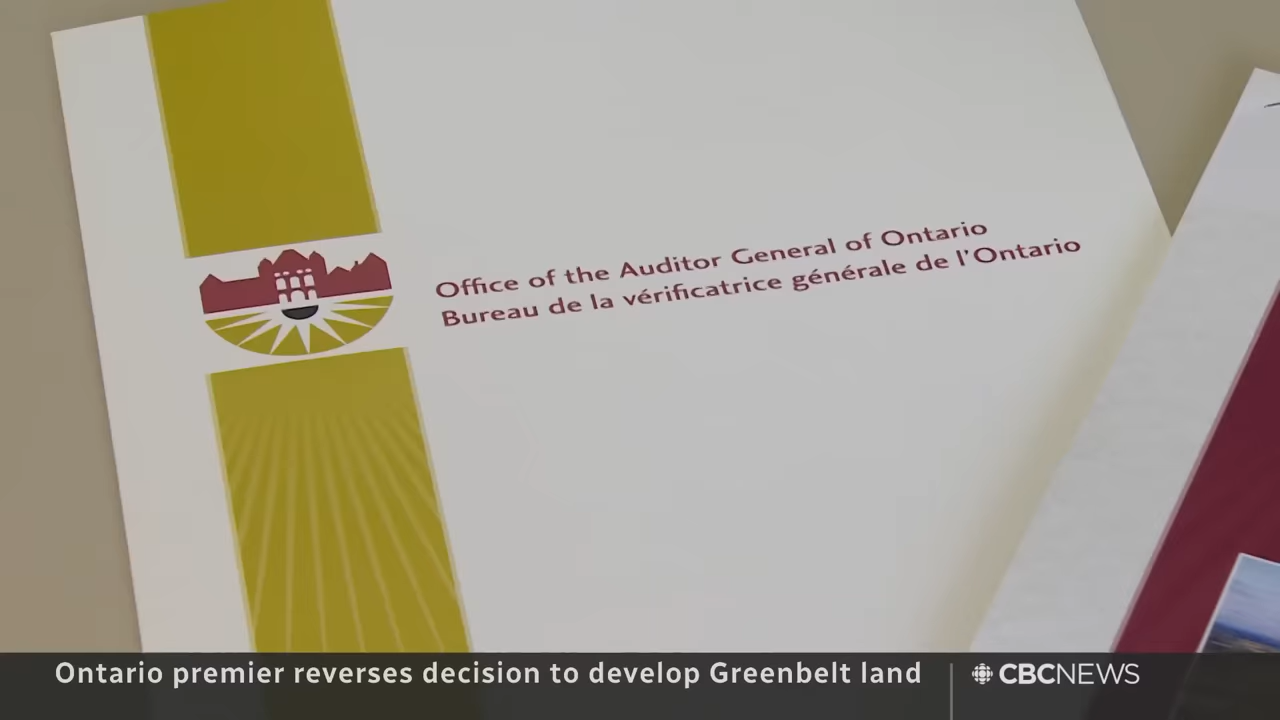 Office of the Auditor General of Ontario
Bureau de la vérificatrice générale de l'Ontario
Ontario premier reverses decision to develop Greenbelt land
CBCNEWS